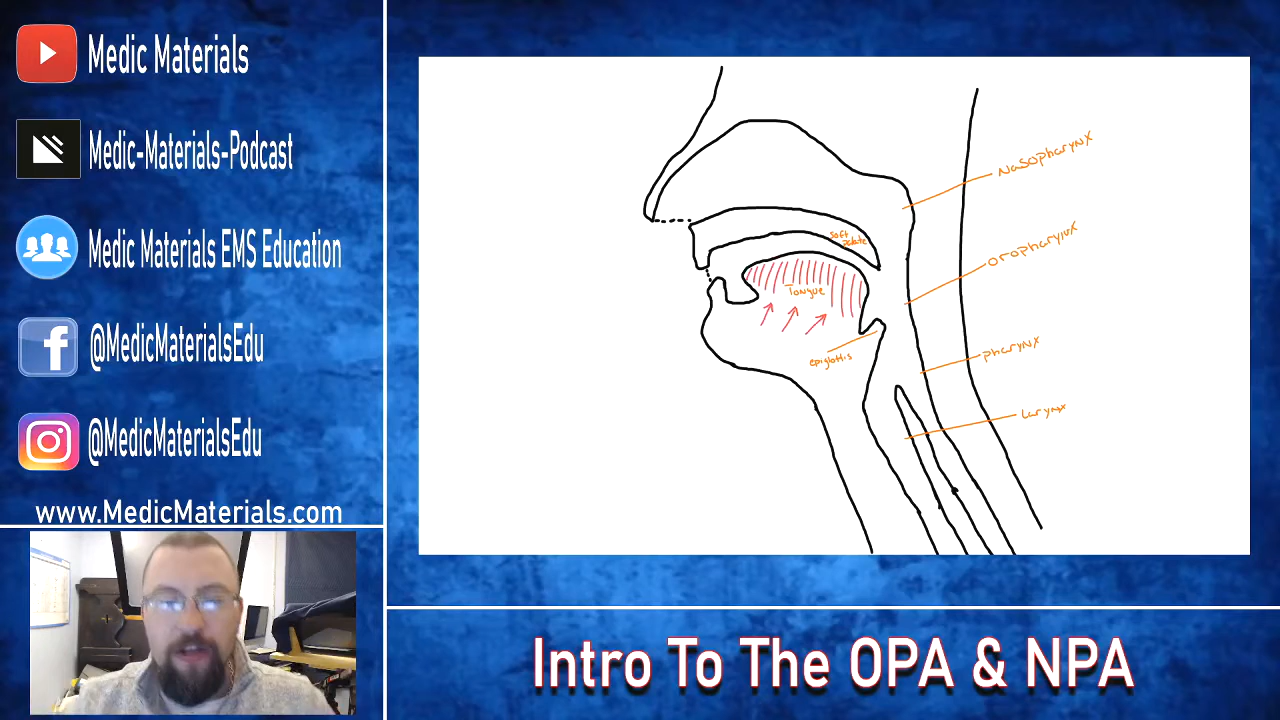 Medic Materials
Medic-Materials-Podcast
Medic Materials EMS Education
@MedicMaterialsEdu
@MedicMaterialsEdu
www.MedicMaterials.com
Nasopharynx
Soft
palate
oropharynx
Tongue
epiglottis
pharynx
Larynx
Intro To The OPA & NPA